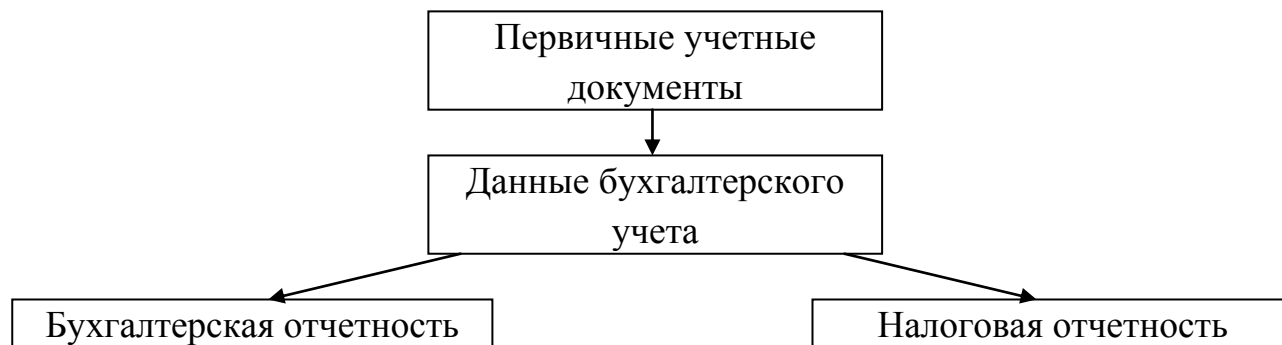 Первичные учетные
документы
Данные бухгалтерского
учета
Бухгалтерская отчетность
Налоговая отчетность